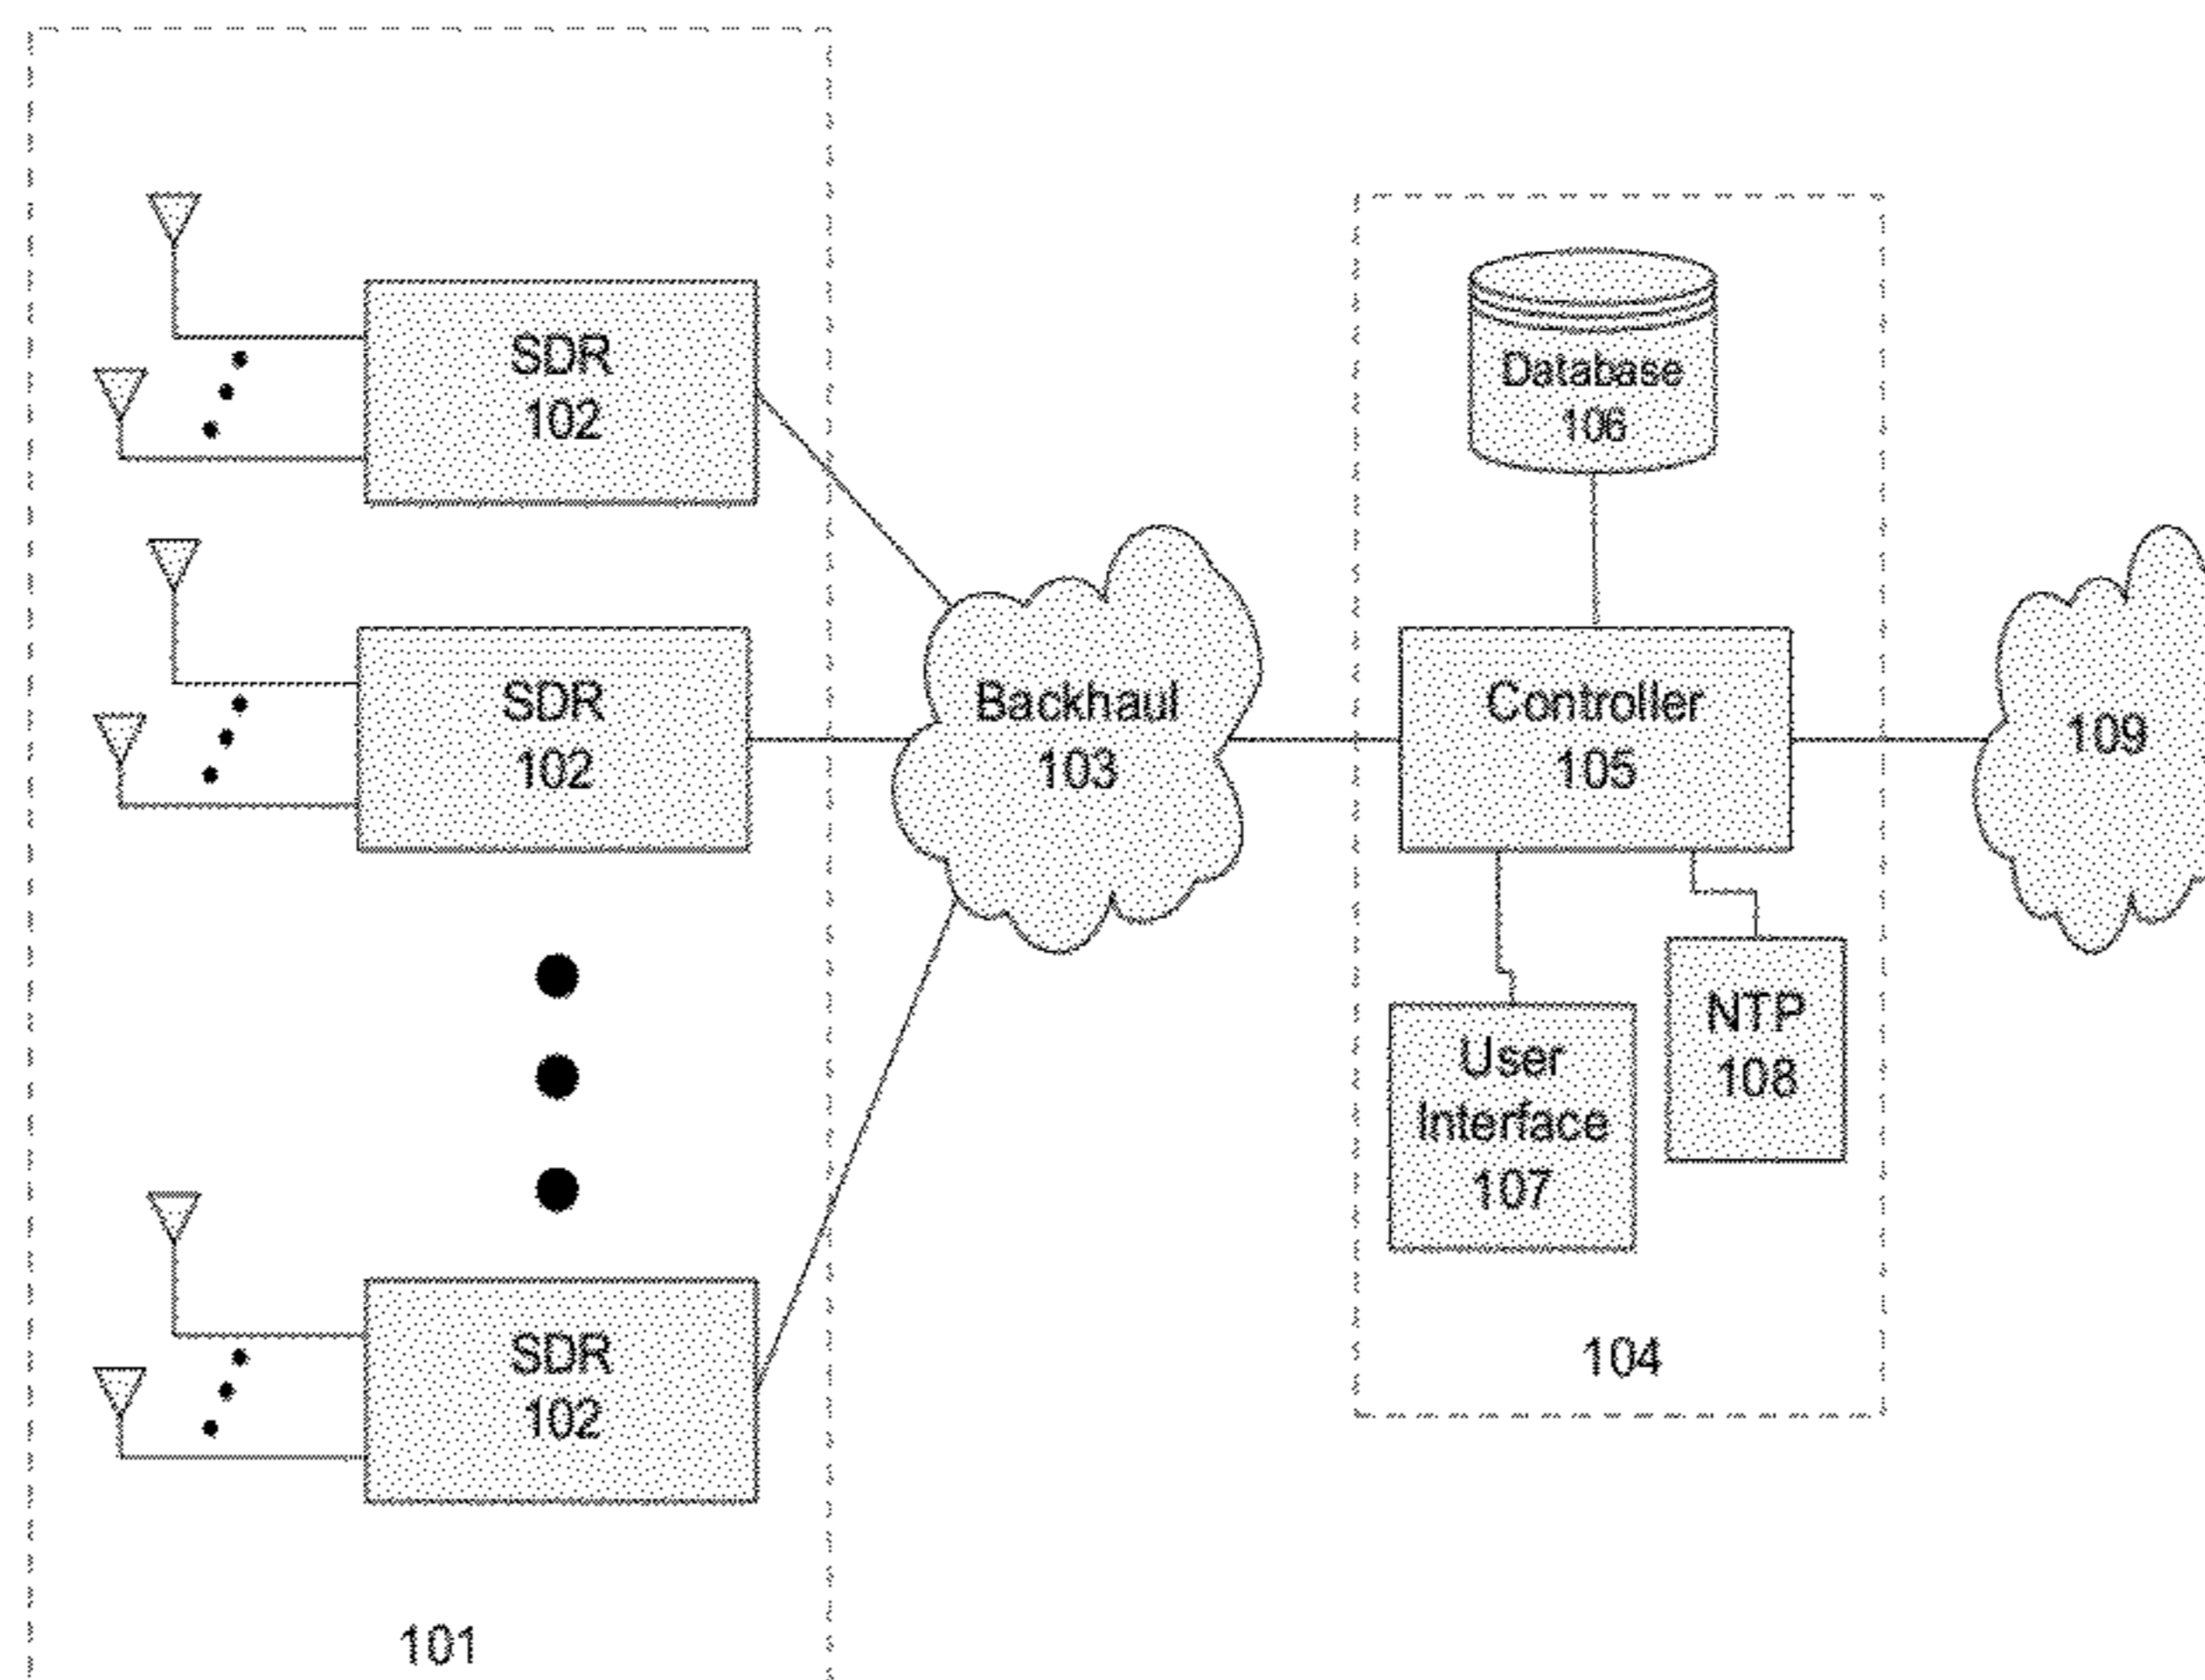 SDR
102
SDR
102
SDR
102
101
Backhaul
103
Database
106
Controller
105
User
Interface
107
NTP
108
104
109